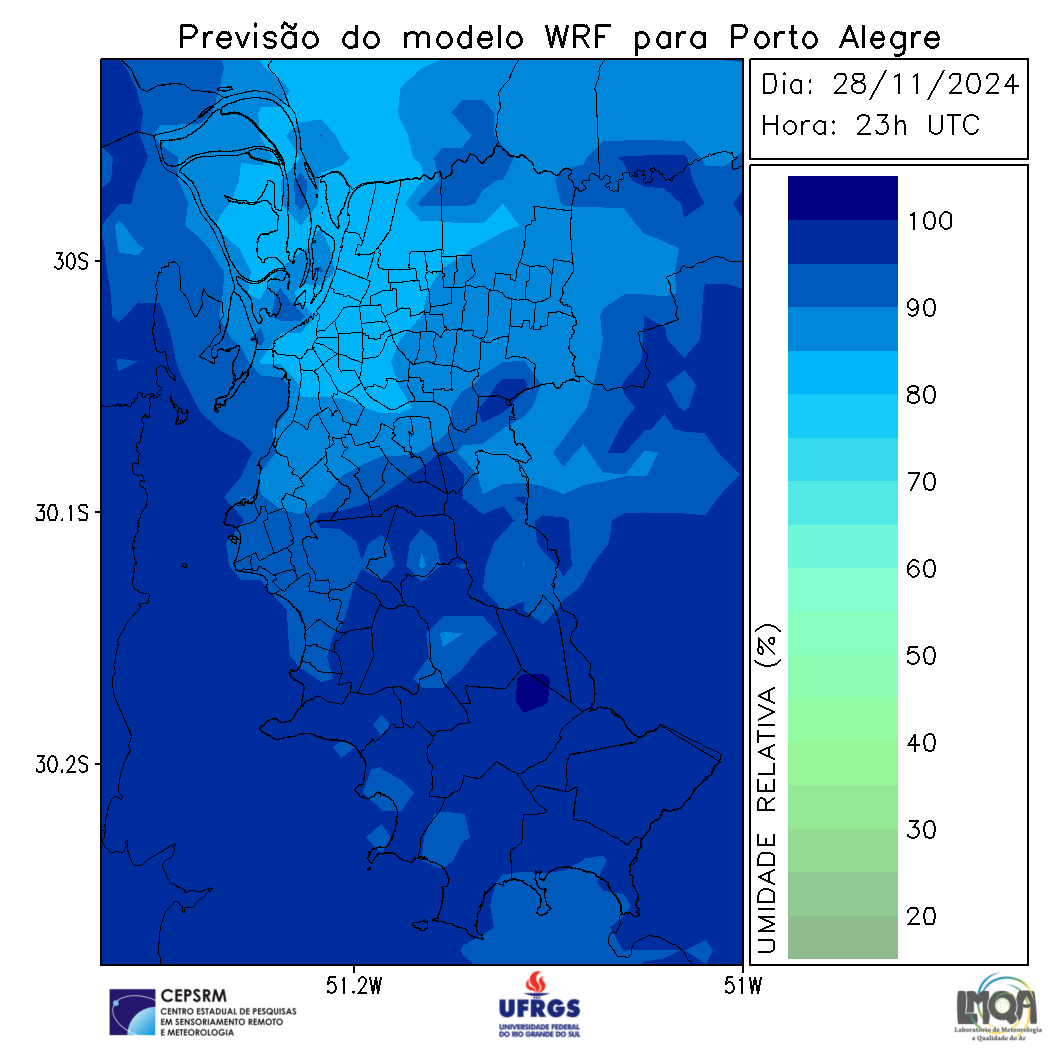 Previsão do modelo WRF para Porto Alegre
Dia: 28/11/2024
Hora: 23h UTC
30S
30.1S
30.2S
51.2W
51W
100
90
80
70
60
50
40
30
20
UMIDADE RELATIVA (%)
CEPSRM
CENTRO ESTADUAL DE PESQUISAS
EM SENSORIAMENTO REMOTO
E METEOROLOGIA
UFRGS
UNIVERSIDADE FEDERAL
DO RIO GRANDE DO SUL
LMQA
Laboratório de Meteorologia
e Qualidade do Ar